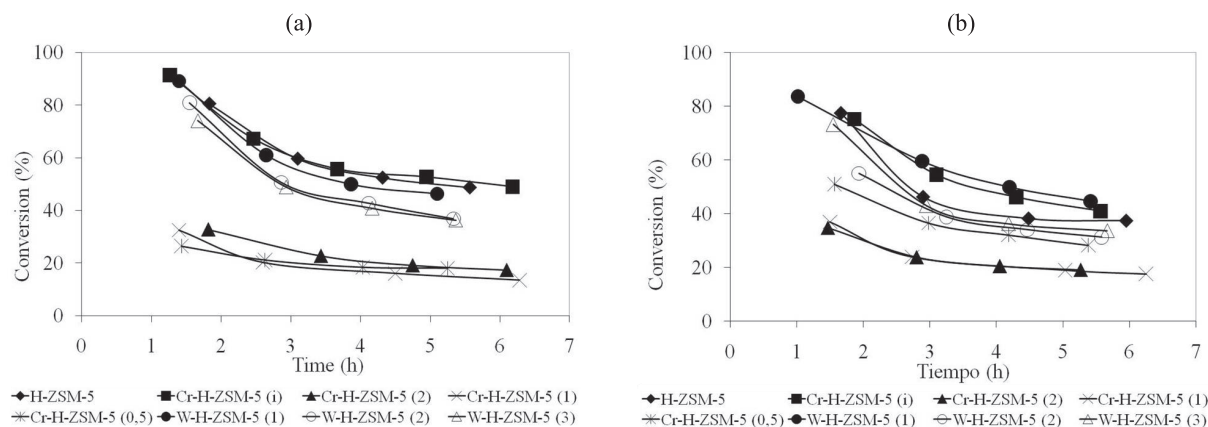 (a)
100
80
60
40
20
0
Conversion (%)
0 1 2 3 4 5 6 7
Time (h)
H-ZSM-5 Cr-H-ZSM-5 (i) Cr-H-ZSM-5 (2) Cr-H-ZSM-5 (1)
Cr-H-ZSM-5 (0,5) W-H-ZSM-5 (1) W-H-ZSM-5 (2) W-H-ZSM-5 (3)
(b)
100
80
60
40
20
0
Conversion (%)
0 1 2 3 4 5 6 7
Tiempo (h)
H-ZSM-5 Cr-H-ZSM-5 (i) Cr-H-ZSM-5 (2) Cr-H-ZSM-5 (1)
Cr-H-ZSM-5 (0,5) W-H-ZSM-5 (1) W-H-ZSM-5 (2) W-H-ZSM-5 (3)